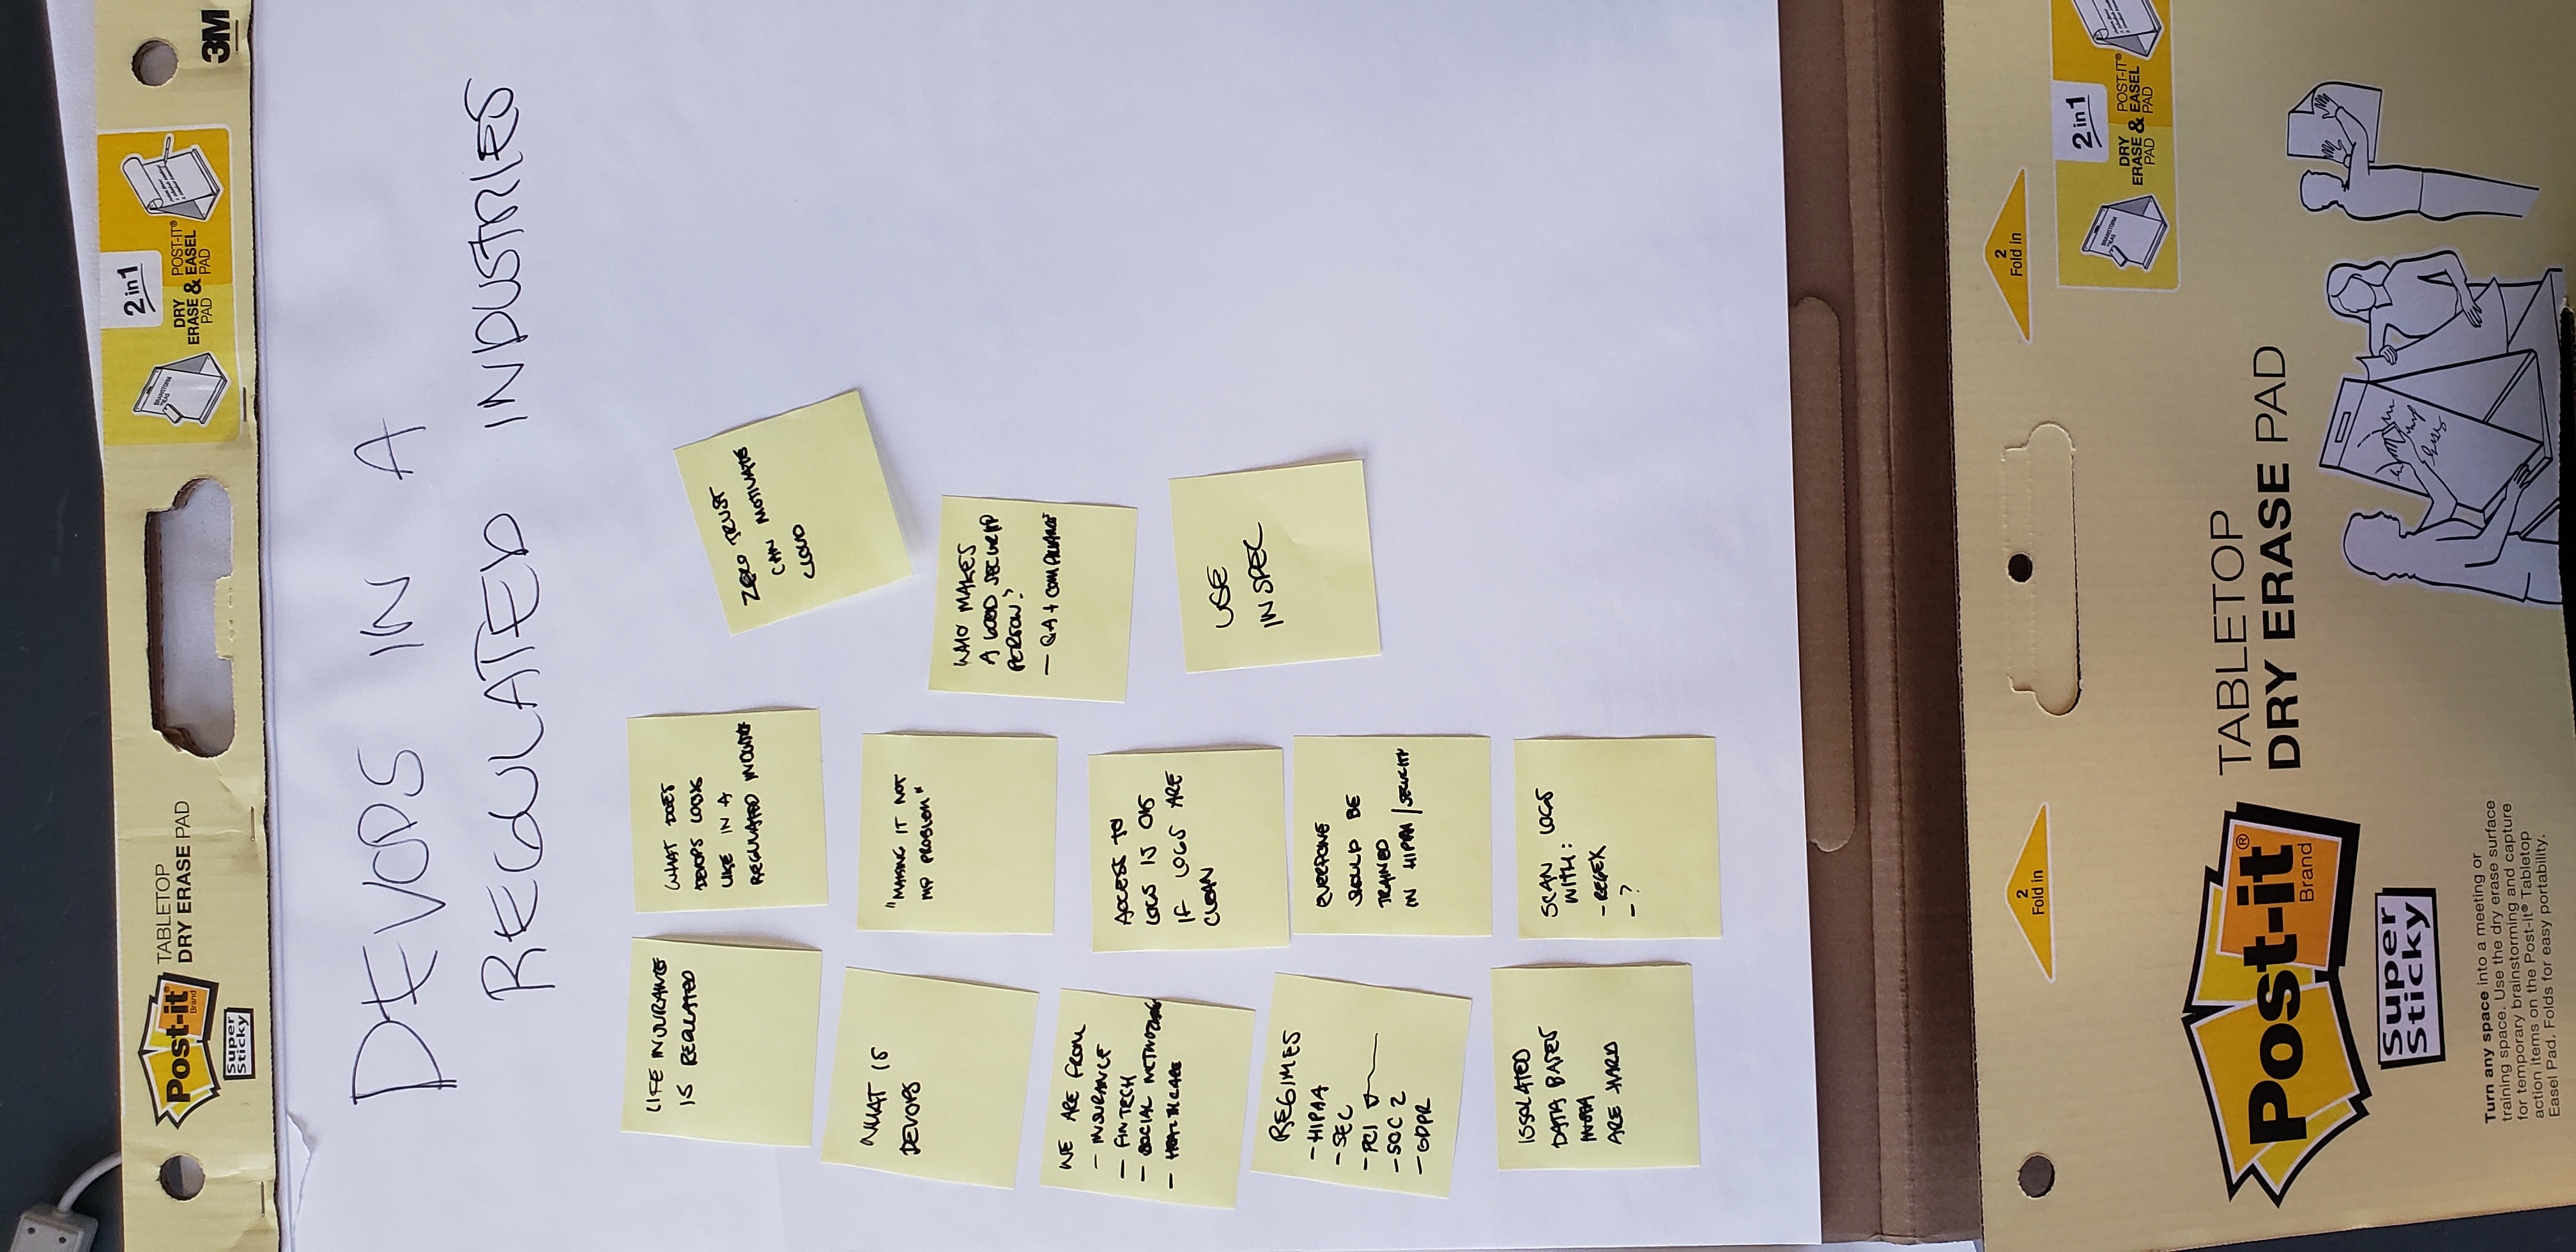 Post-it
Brand
Super
Sticky
TABLETOP
DRY ERASE PAD
2 in 1
BRAINSTORM
IDEAS
DRY
ERASE
PAD
&
POST-IT®
EASEL
PAD
3M
DEVOPS IN A
REGULATED INDUSTRIES
LIFE INSURANCE
IS REGULATED
WHAT IS
DEVOPS
WE ARE FROM
- INSURANCE
- FINTECH
- SOCIAL NETWORKING
- HEALTHCARE
REGIMES
- HIPAA
- SEC
- PCI
- SOC 2
- GDPR
ISSOLATED
DATA BASES
ARE HARD
WHAT DOES
DEVOPS LOOK
LIKE IN A
REGULATED INDUSTRY
"MAKING IT NOT
MY PROBLEM"
ACCESS TO
LOGS IS OK
IF LOGS ARE
CLEAN
EVERYONE
SHOULD BE
TRAINED
IN HIPAA/SECURITY
SCAN LOGS
WITH:
- REGEX
- ?
ZERO TRUST
CAN MOTIVATE
CLOUD
WHO MAKES
A GOOD SECURITY
PERSON?
- QA + COMPLIANCE
USE
INSPEC
2
Fold in
2
Fold in
2 in 1
BRAINSTORM
IDEAS
DRY
ERASE
PAD
&
POST-IT®
EASEL
PAD
Post-it®
Brand
Super
Sticky
TABLETOP
DRY ERASE PAD
Turn any space into a meeting or
training space. Use the dry erase surface
for temporary brainstorming and capture
action items on the Post-it® Tabletop
Easel Pad. Folds for easy portability.